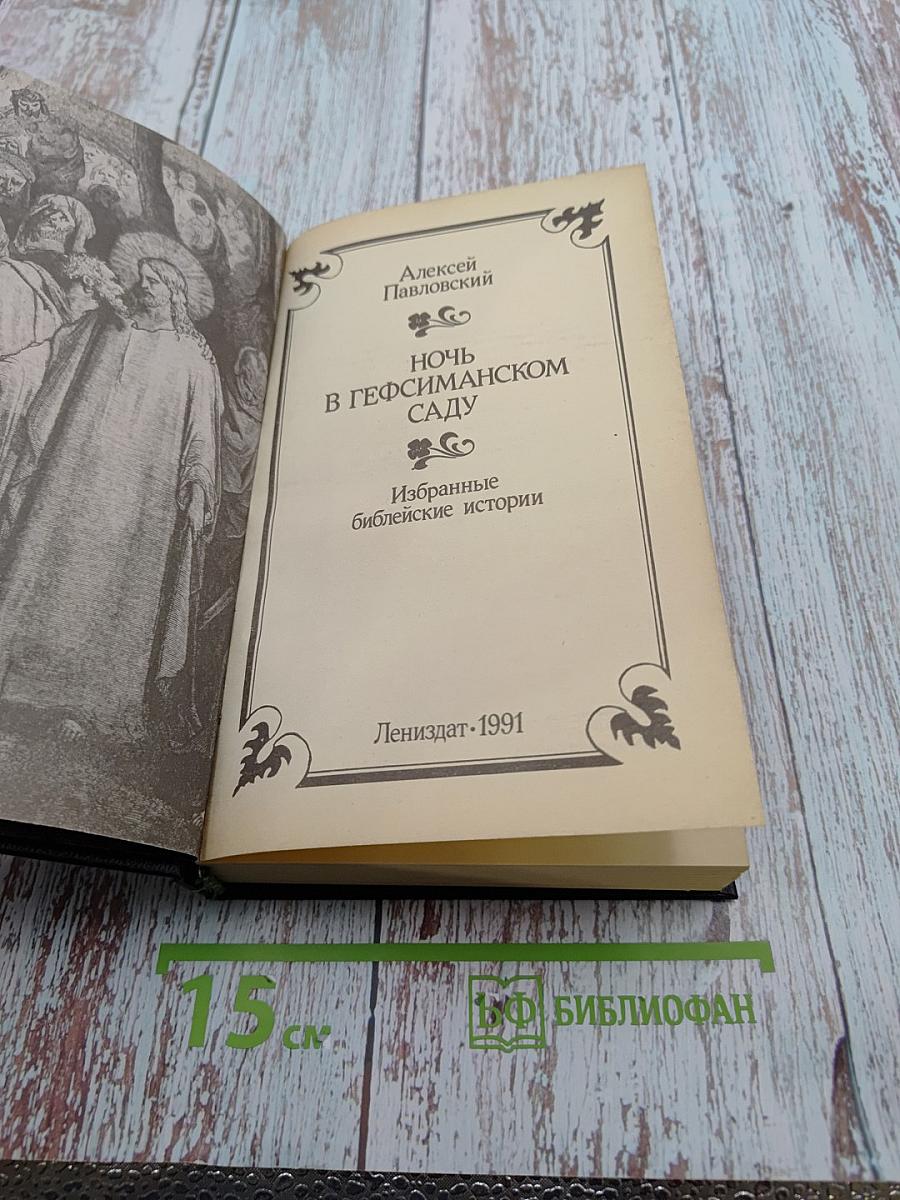 Алексей
Павловский
НОЧЬ
В ГЕФСИМАНСКОМ
САДУ
Избранные
библейские истории
Лениздат·1991
15 см
БФ БИБЛИОФАН